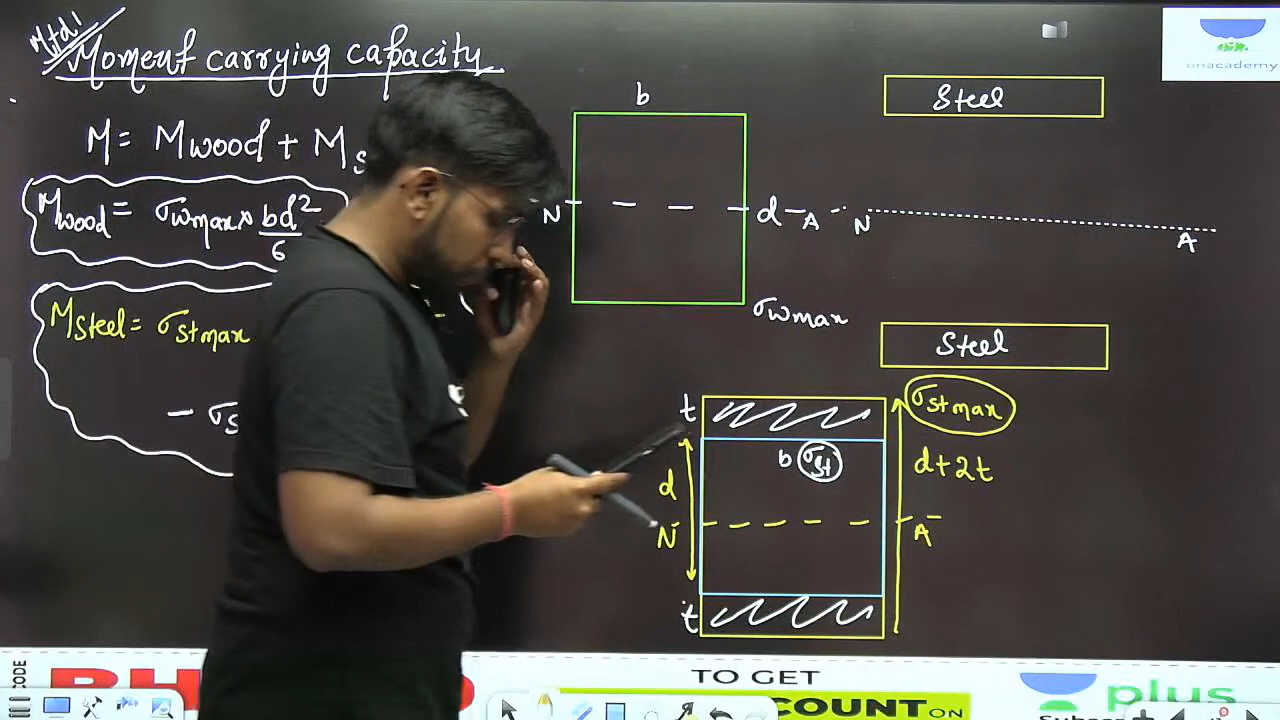 Mtd!
Moment carrying capacity
M = Mwood + Ms
Mwood = σwmax × bd²/6
MSteel = σstmax
- σs
b
N
d - A
σwmax
Steel
N
A
Steel
t
d
N
t
b σst
σstmax
d + 2t
A
unacademy
CODE
TO GET
COUNT ON
plus